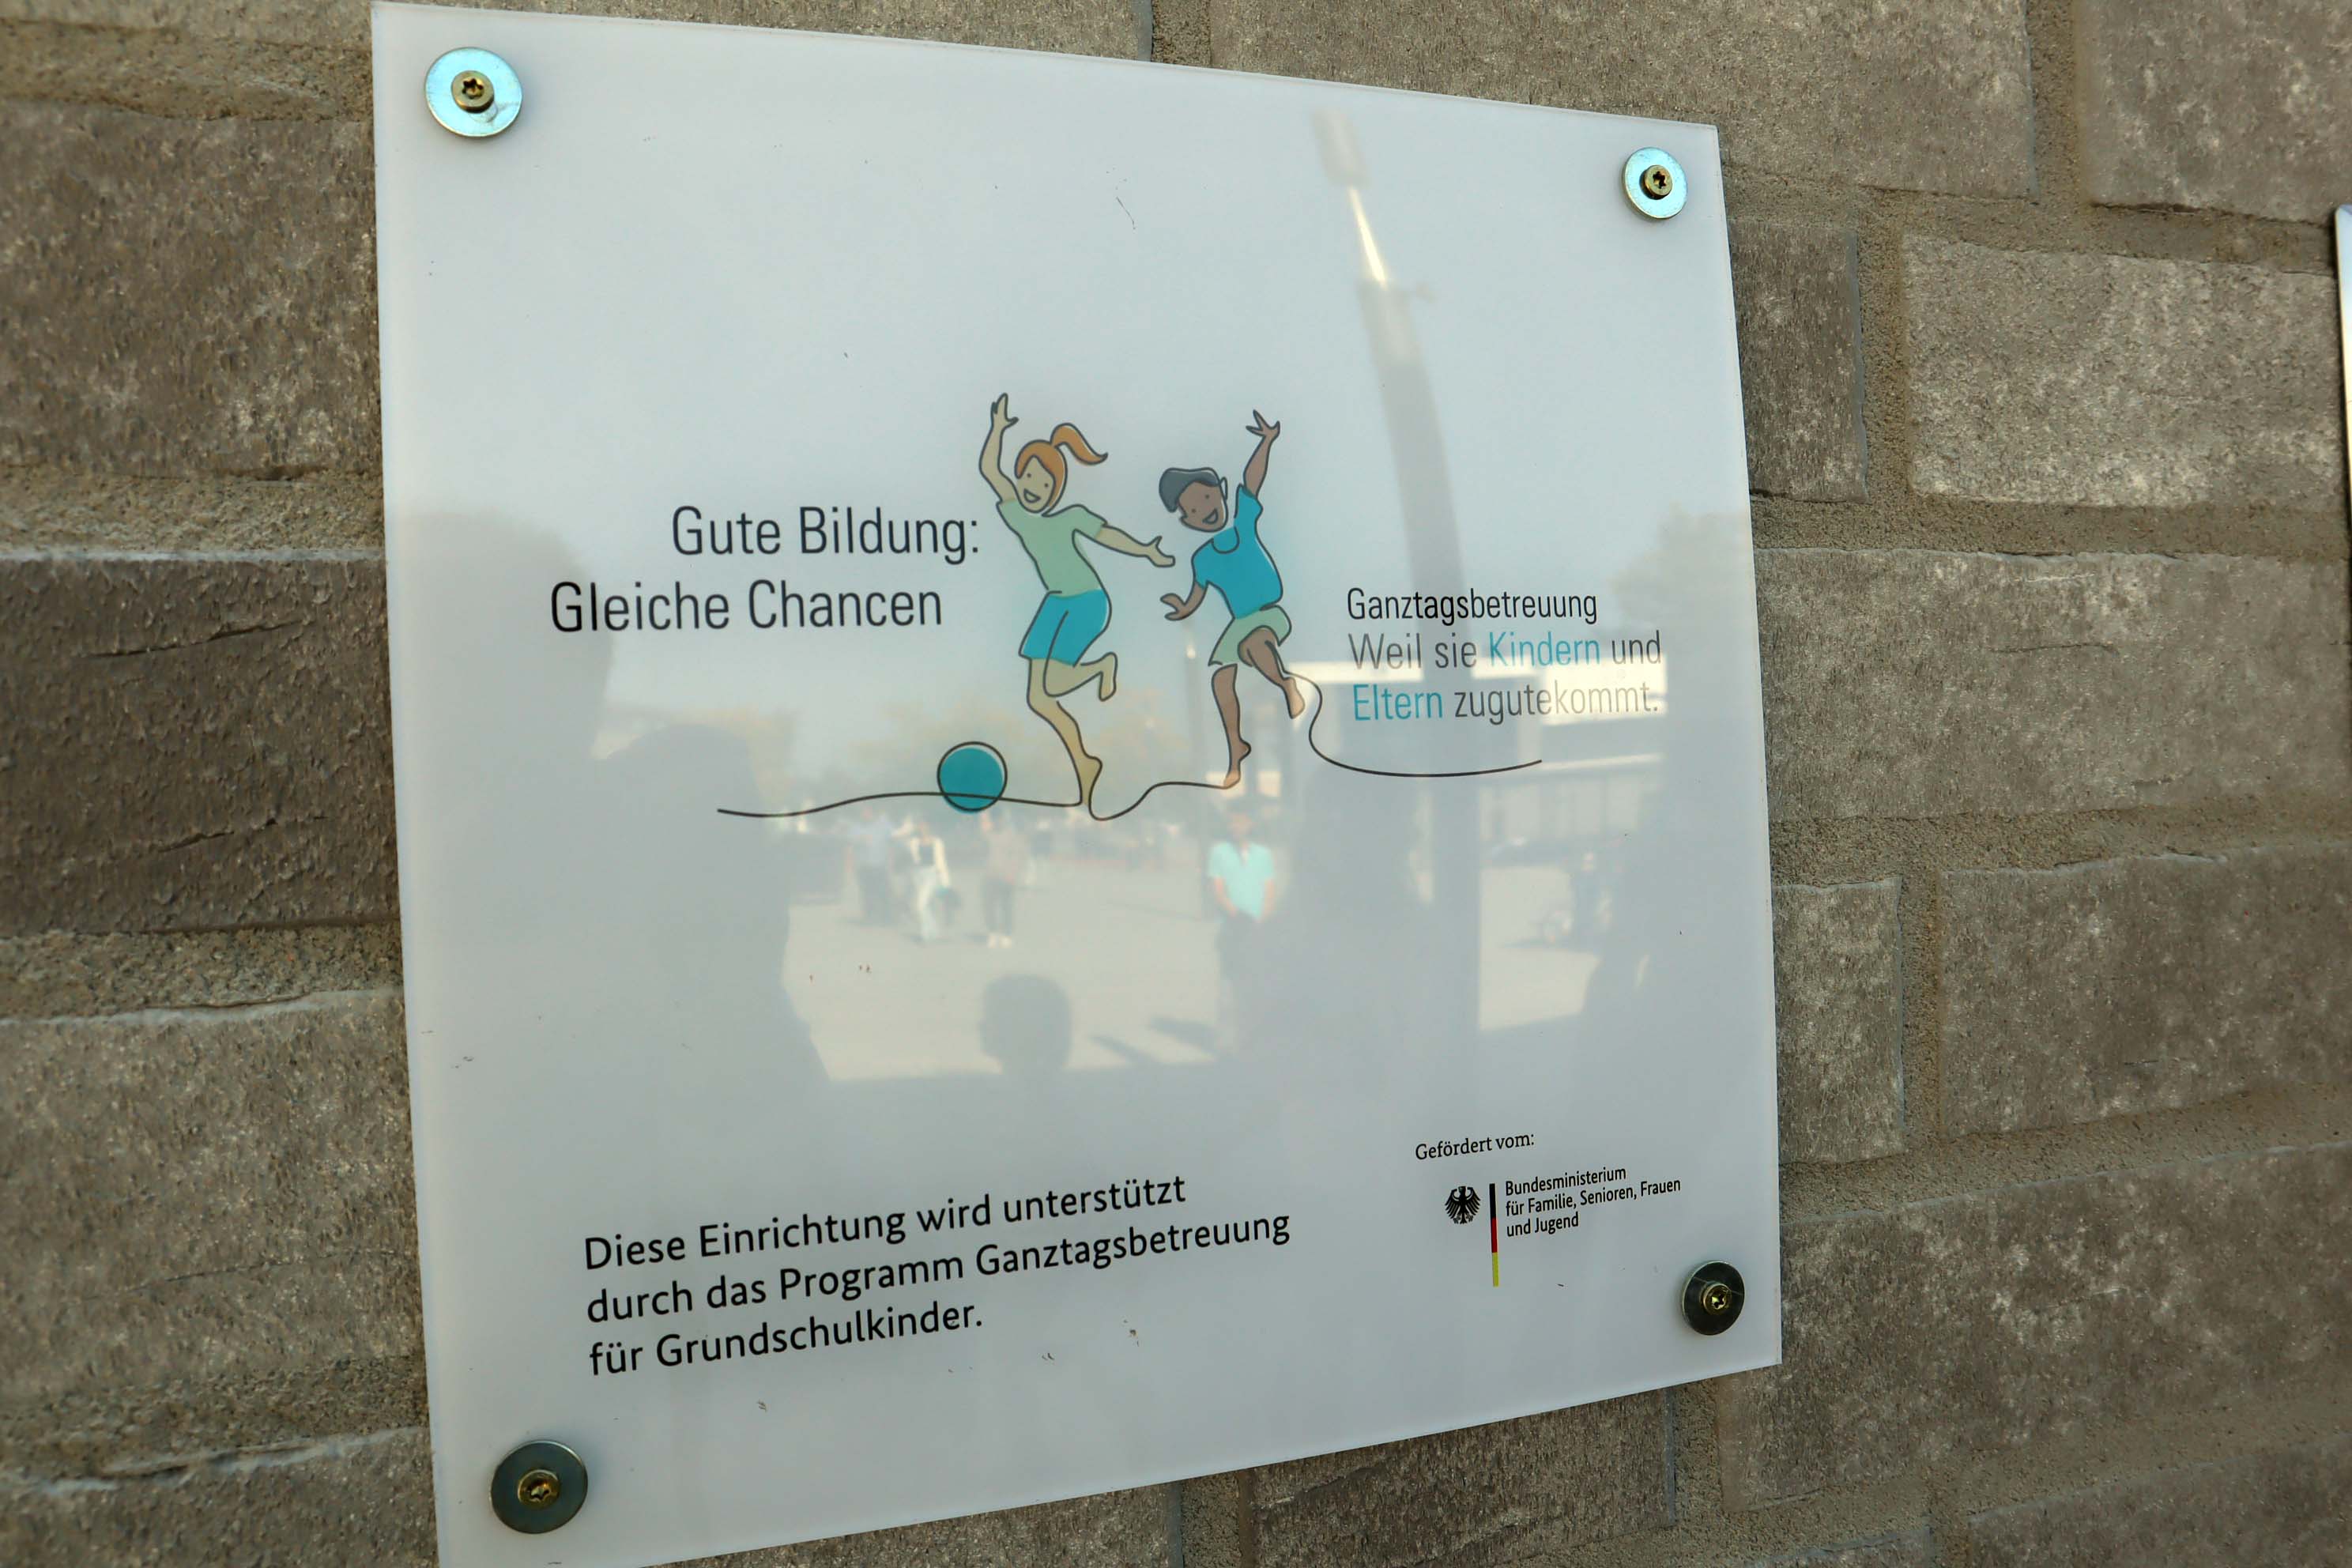 Gute Bildung:
Gleiche Chancen
Ganztagsbetreuung
Weil sie Kindern und
Eltern zugutekommt.
Diese Einrichtung wird unterstützt
durch das Programm Ganztagsbetreuung
für Grundschulkinder.
Gefördert vom:
Bundesministerium
für Familie, Senioren, Frauen
und Jugend